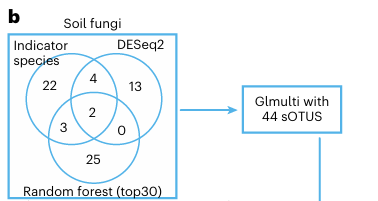 b
Soil fungi
Indicator
species
DESeq2
22
4
13
2
3
0
25
Random forest (top30)
Glmulti with
44 sOTUS